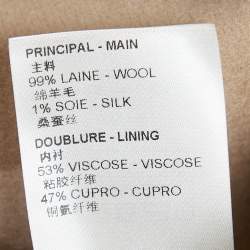 PRINCIPAL - MAIN
主料
99% LAINE - WOOL
绵羊毛
1% SOIE - SILK
桑蚕丝
DOUBLURE - LINING
内衬
53% VISCOSE - VISCOSE
粘胶纤维
47% CUPRO - CUPRO
铜氨纤维